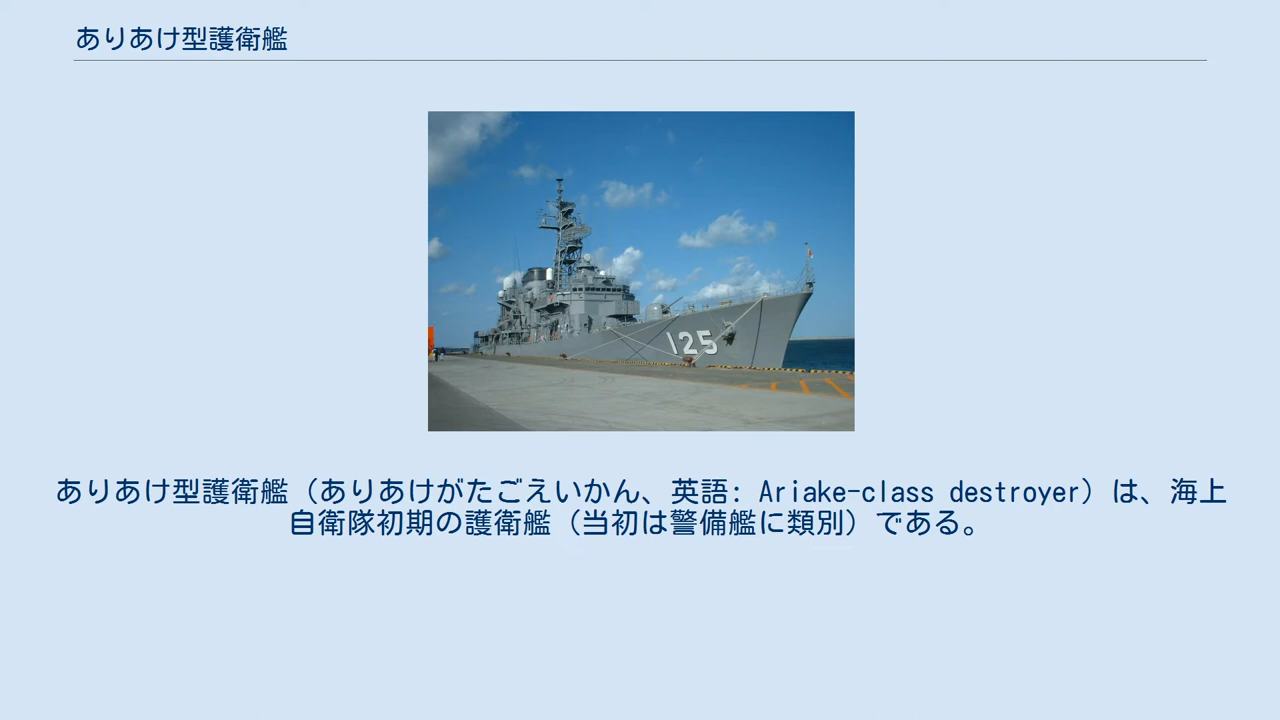 ありあけ型護衛艦
125
ありあけ型護衛艦（ありあけがたごえいかん、英語: Ariake-class destroyer）は、海上
自衛隊初期の護衛艦（当初は警備艦に類別）である。